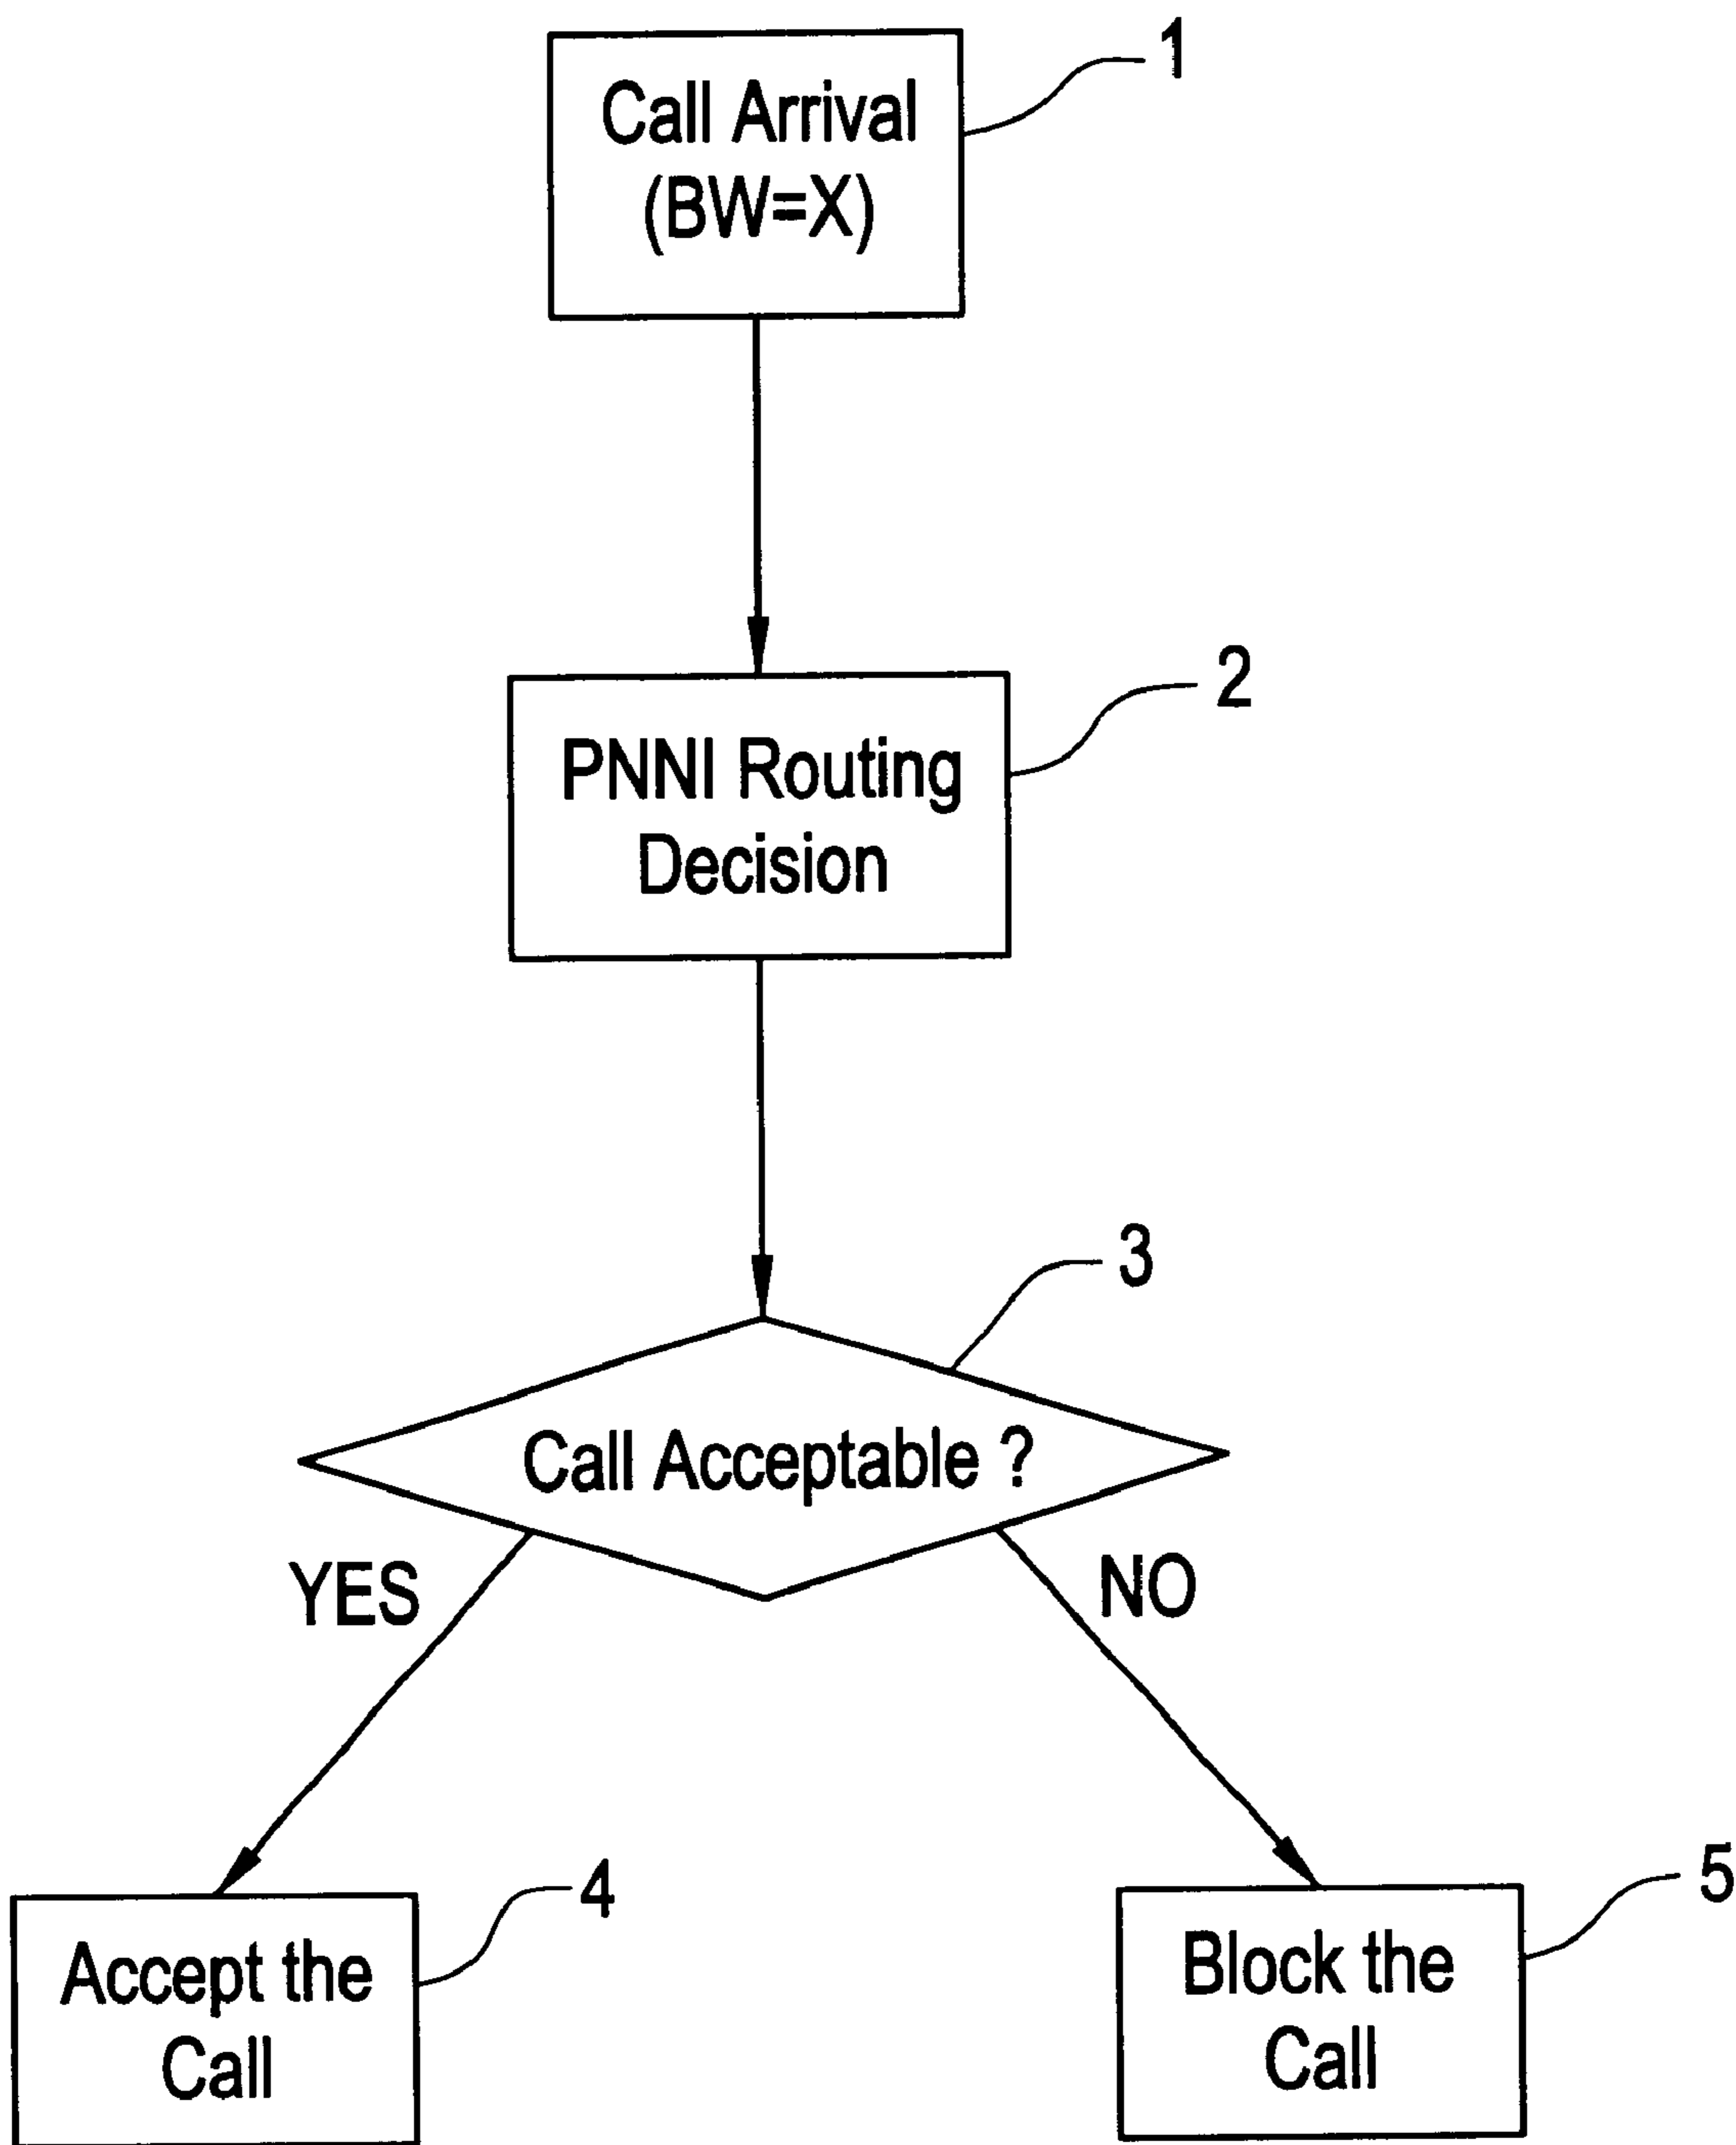 1
Call Arrival
(BW=X)
2
PNNI Routing
Decision
3
Call Acceptable ?
YES
NO
4
Accept the
Call
5
Block the
Call